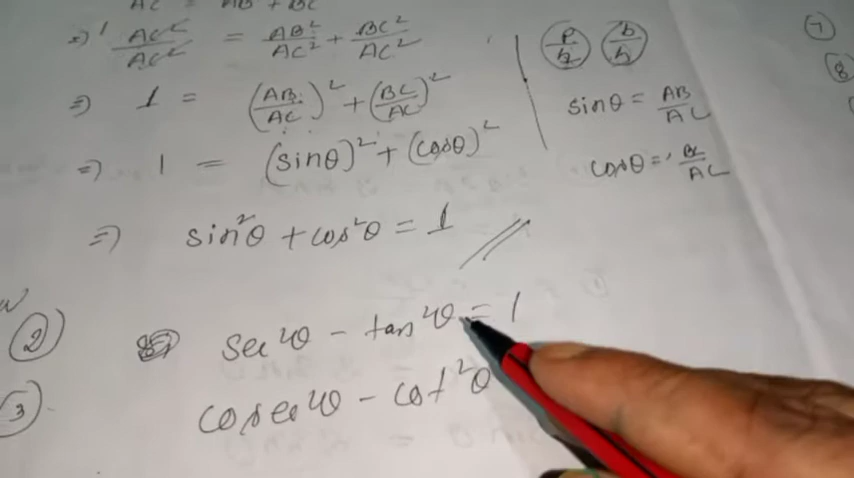 AC² = AB² + BC²
⇒ AC²/AC² = AB²/AC² + BC²/AC²
⇒ 1 = (AB/AC)² + (BC/AC)²
⇒ 1 = (sinθ)² + (cosθ)²
⇒ sin²θ + cos²θ = 1
p/h b/h
sinθ = AB/AC
cosθ = BC/AC
2) sec²θ - tan²θ = 1
3) cosec²θ - cot²θ
7
8